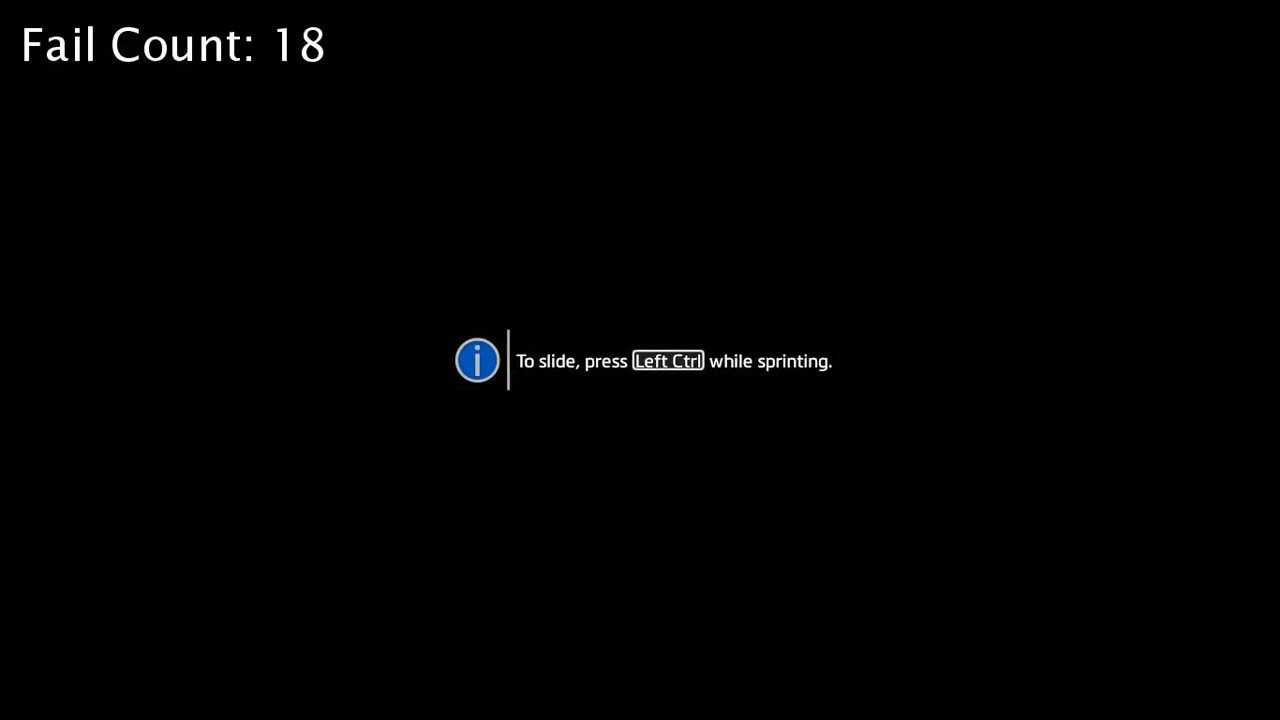 Fail Count: 18
To slide, press Left Ctrl while sprinting.